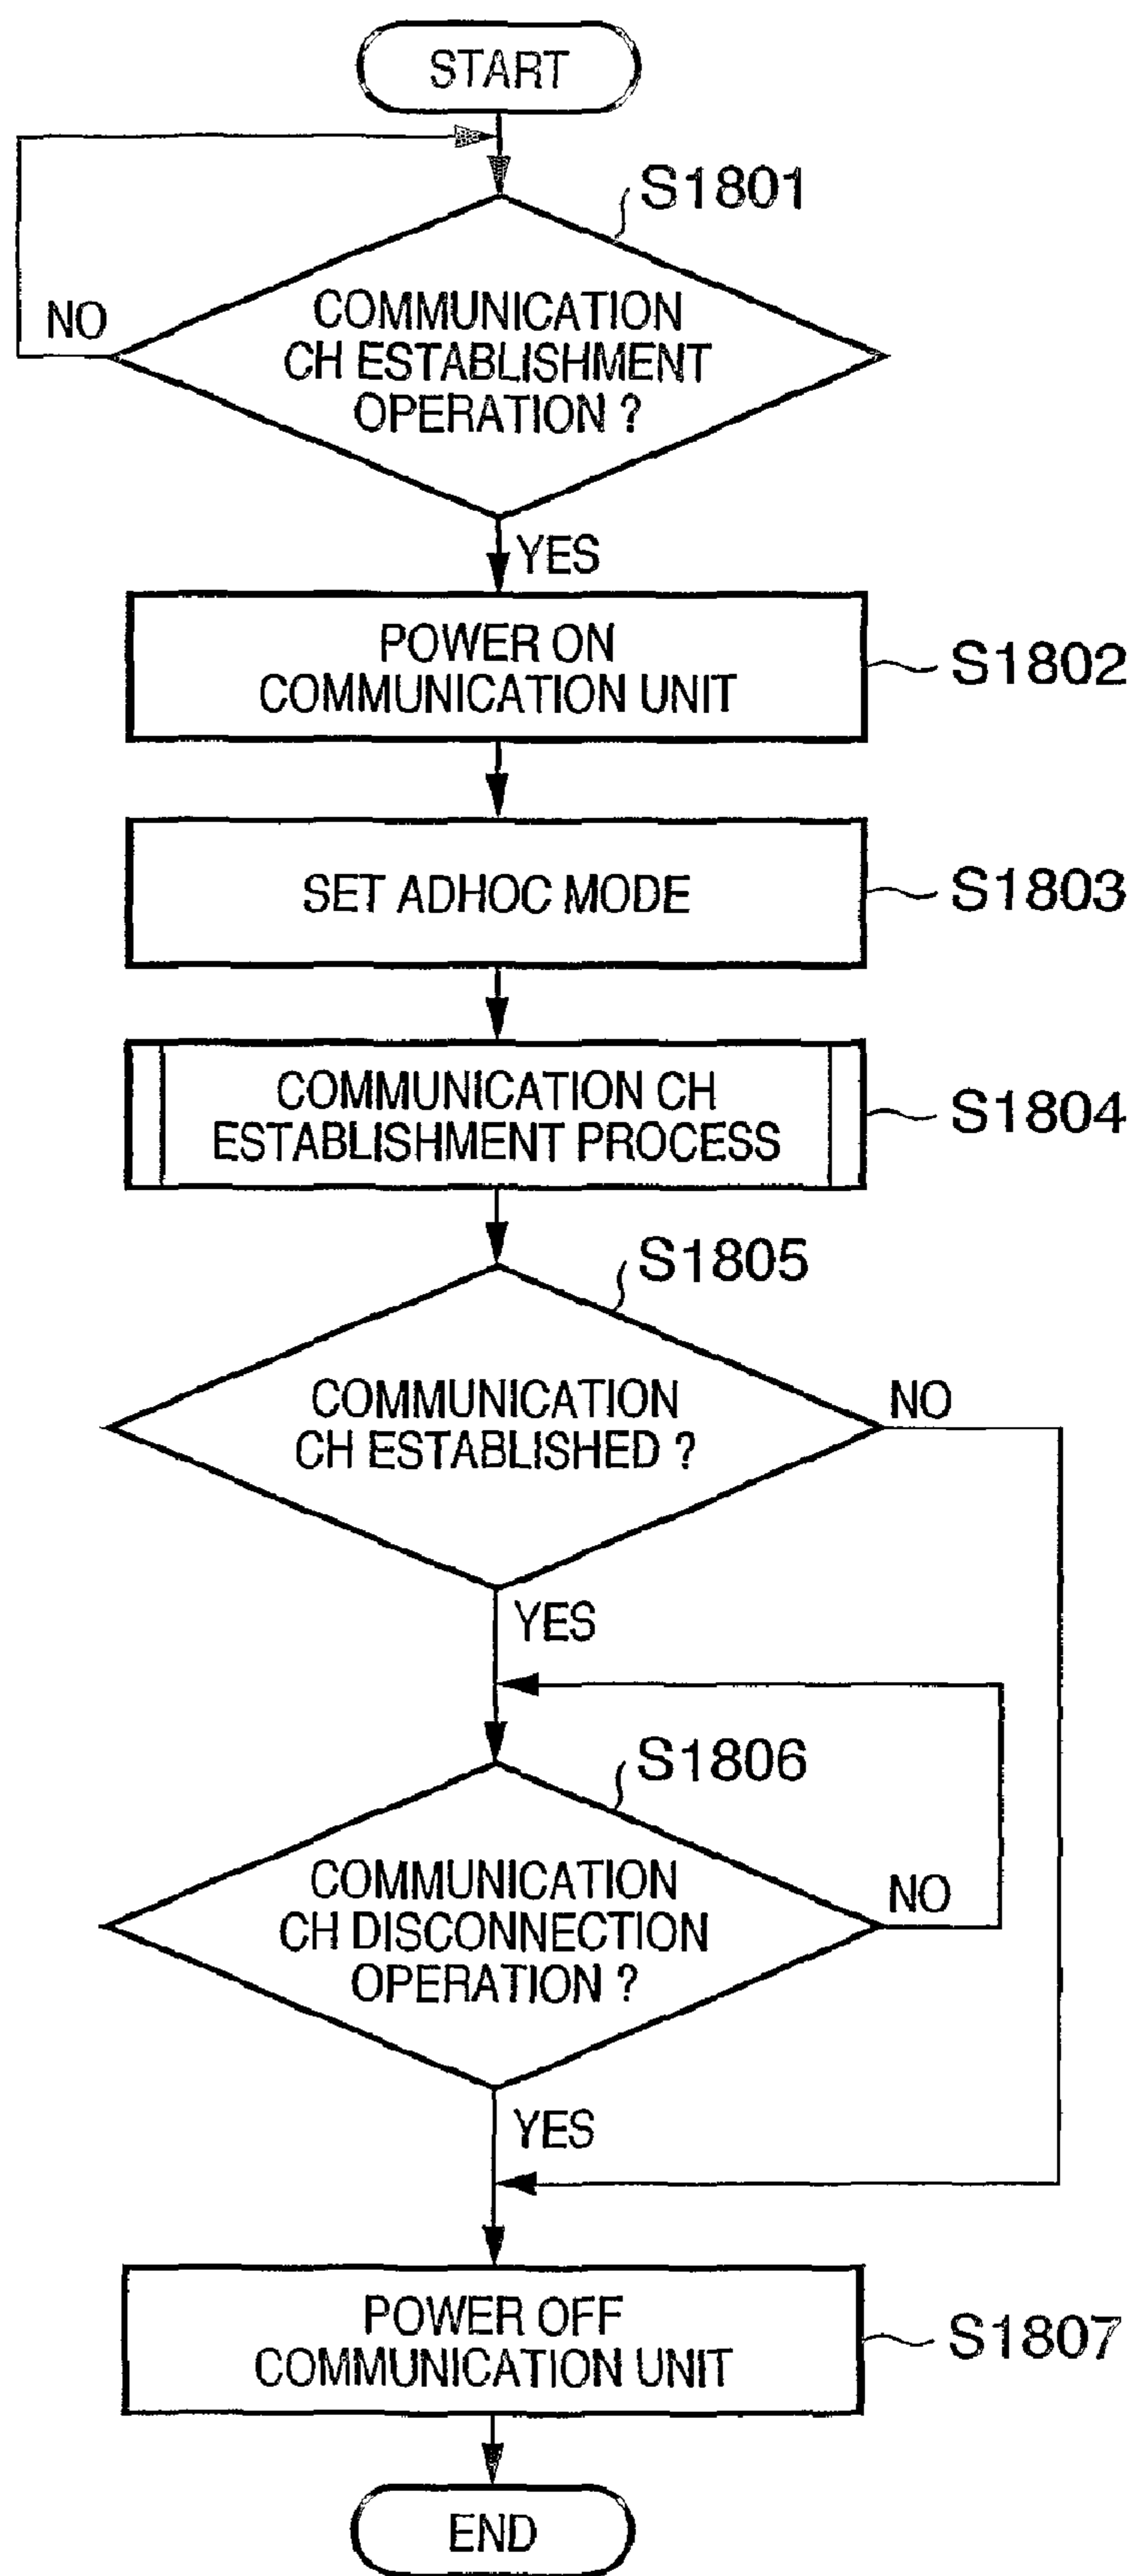 START
S1801
NO
COMMUNICATION
CH ESTABLISHMENT
OPERATION ?
YES
POWER ON
COMMUNICATION UNIT
S1802
SET ADHOC MODE
S1803
COMMUNICATION CH
ESTABLISHMENT PROCESS
S1804
S1805
COMMUNICATION
CH ESTABLISHED ?
NO
YES
S1806
COMMUNICATION
CH DISCONNECTION
OPERATION ?
NO
YES
POWER OFF
COMMUNICATION UNIT
S1807
END